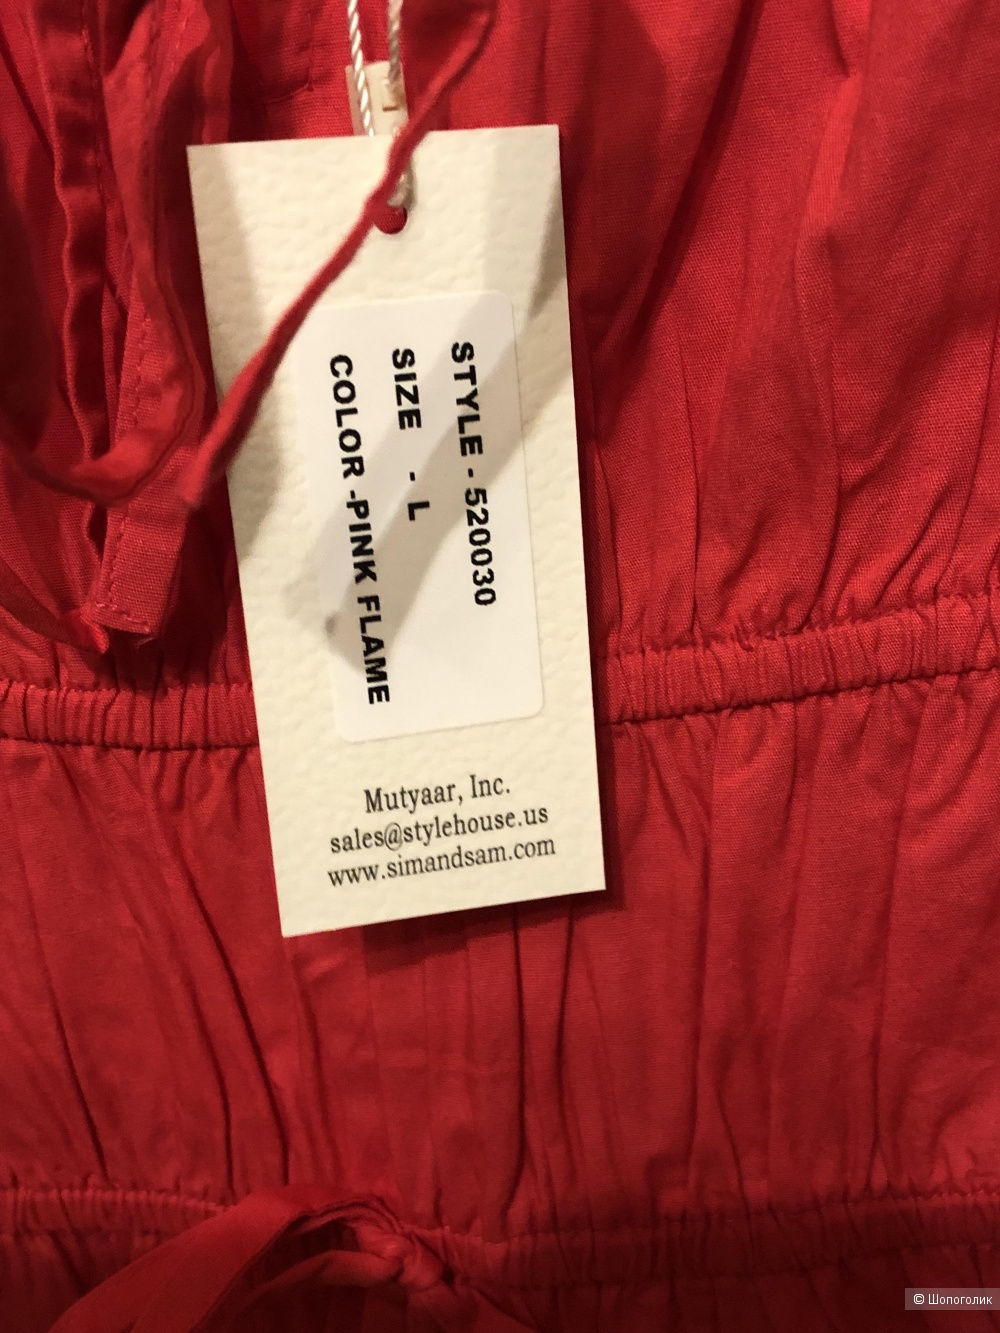 STYLE - 520030
SIZE - L
COLOR -PINK FLAME
Mutyaar, Inc.
sales@stylehouse.us
www.simandsam.com
© Шопоголик